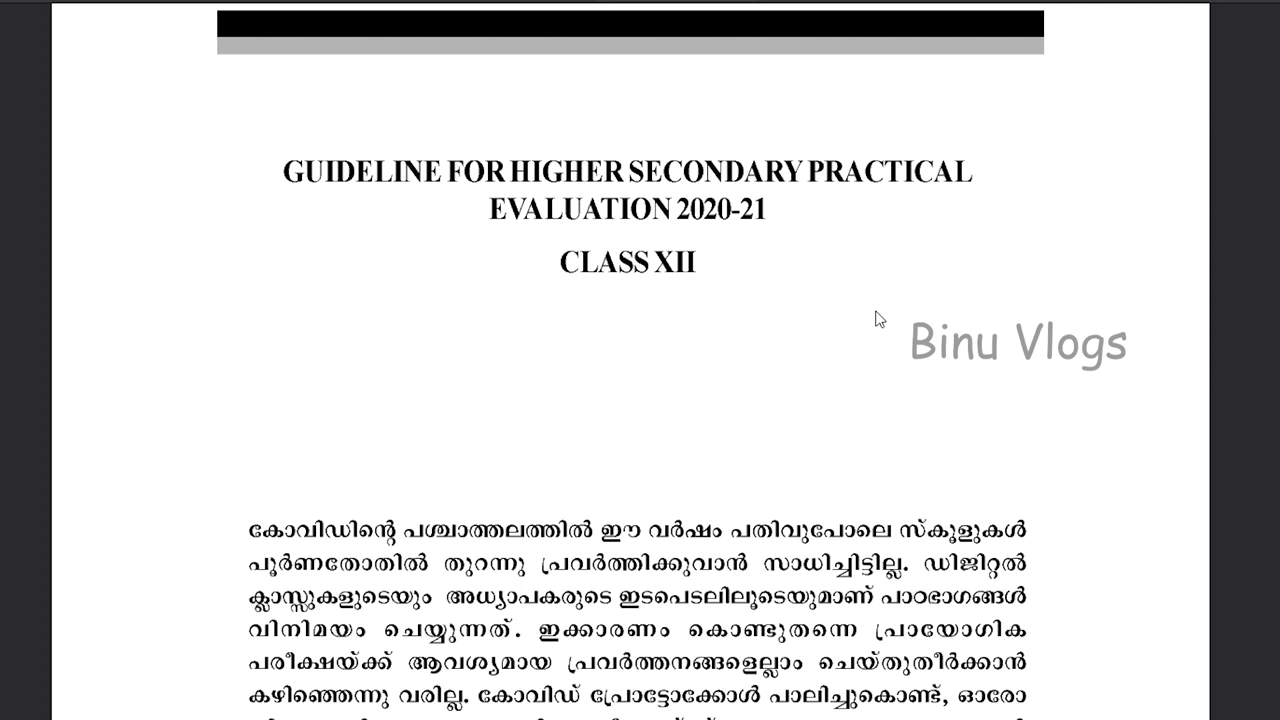 GUIDELINE FOR HIGHER SECONDARY PRACTICAL
EVALUATION 2020-21
CLASS XII
Binu Vlogs
കോവിഡിന്റെ പശ്ചാത്തലത്തിൽ ഈ വർഷം പതിവുപോലെ സ്കൂളുകൾ
പൂർണതോതിൽ തുറന്നു പ്രവർത്തിക്കുവാൻ സാധിച്ചിട്ടില്ല. ഡിജിറ്റൽ
ക്ലാസ്സുകളുടെയും അധ്യാപകരുടെ ഇടപെടലിലൂടെയുമാണ് പാഠഭാഗങ്ങൾ
വിനിമയം ചെയ്യുന്നത്. ഇക്കാരണം കൊണ്ടുതന്നെ പ്രായോഗിക
പരീക്ഷയ്ക്ക് ആവശ്യമായ പ്രവർത്തനങ്ങളെല്ലാം ചെയ്തുതീർക്കാൻ
കഴിഞ്ഞെന്നു വരില്ല. കോവിഡ് പ്രോട്ടോക്കോൾ പാലിച്ചുകൊണ്ട്, ഓരോ